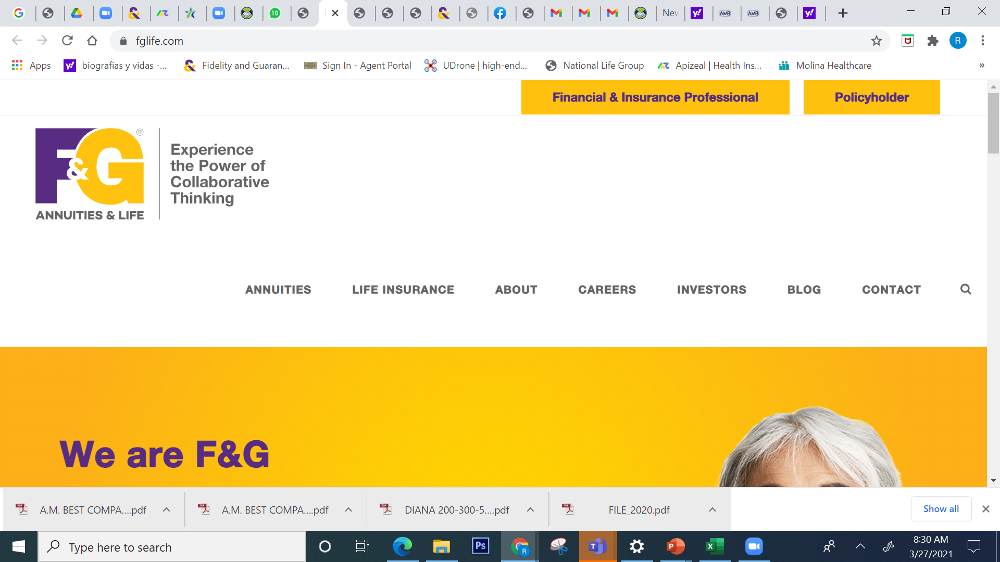 10
New
fglife.com
R
Apps
biografias y vidas -...
Fidelity and Guaran...
Sign In - Agent Portal
UDrone | high-end...
National Life Group
Apizeal | Health Ins...
Molina Healthcare
»
Financial & Insurance Professional
Policyholder
F&G®
ANNUITIES & LIFE
Experience
the Power of
Collaborative
Thinking
ANNUITIES
LIFE INSURANCE
ABOUT
CAREERS
INVESTORS
BLOG
CONTACT
We are F&G
A.M. BEST COMPA....pdf
A.M. BEST COMPA....pdf
DIANA 200-300-5....pdf
FILE_2020.pdf
Show all
Type here to search
Ps
R
8:30 AM
3/27/2021